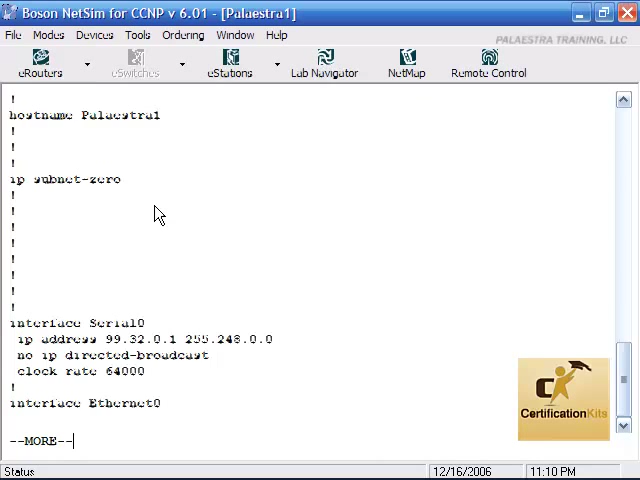 Boson NetSim for CCNP v 6.01 - [Palaestra1]
File Modes Devices Tools Ordering Window Help
PALAESTRA TRAINING, LLC
eRouters eSwitches eStations Lab Navigator NetMap Remote Control
!
hostname Palaestra1
!
!
!
ip subnet-zero
!
!
!
!
!
!
!
!
interface Serial0
ip address 99.32.0.1 255.248.0.0
no ip directed-broadcast
clock rate 64000
!
interface Ethernet0
--MORE--
CertificationKits
Status 12/16/2006 11:10 PM